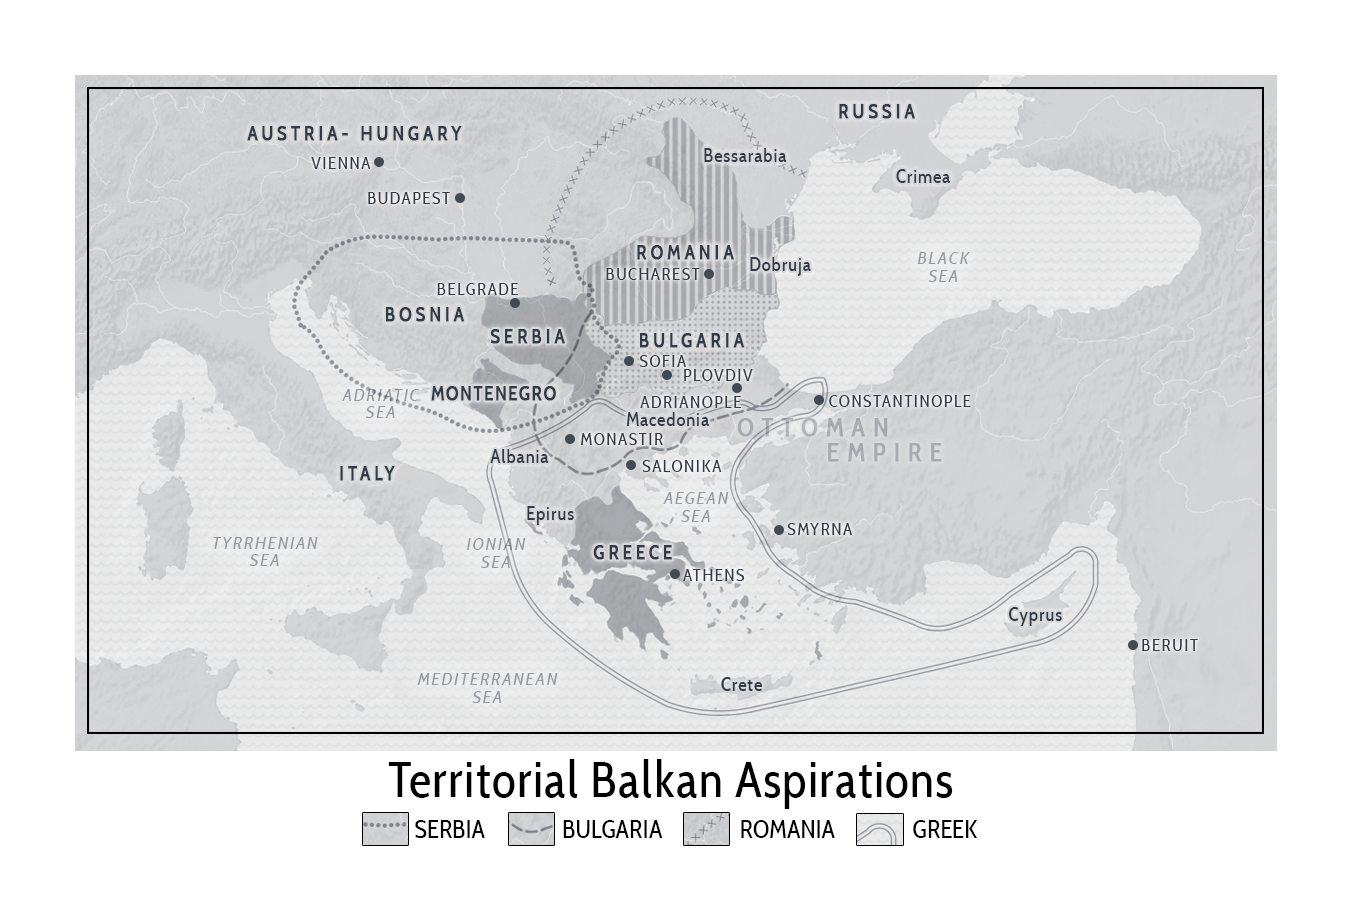 RUSSIA
AUSTRIA- HUNGARY
VIENNA
Bessarabia
Crimea
BUDAPEST
ROMANIA
BUCHAREST
Dobruja
BLACK
SEA
BELGRADE
BOSNIA
SERBIA
BULGARIA
SOFIA
PLOVDIV
ADRIATIC
SEA
MONTENEGRO
ADRIANOPLE
CONSTANTINOPLE
Macedonia
OTTOMAN
EMPIRE
MONASTIR
Albania
SALONIKA
ITALY
AEGEAN
SEA
Epirus
SMYRNA
TYRRHENIAN
SEA
IONIAN
SEA
GREECE
ATHENS
Cyprus
BERUIT
MEDITERRANEAN
SEA
Crete
Territorial Balkan Aspirations
SERBIA
BULGARIA
ROMANIA
GREEK